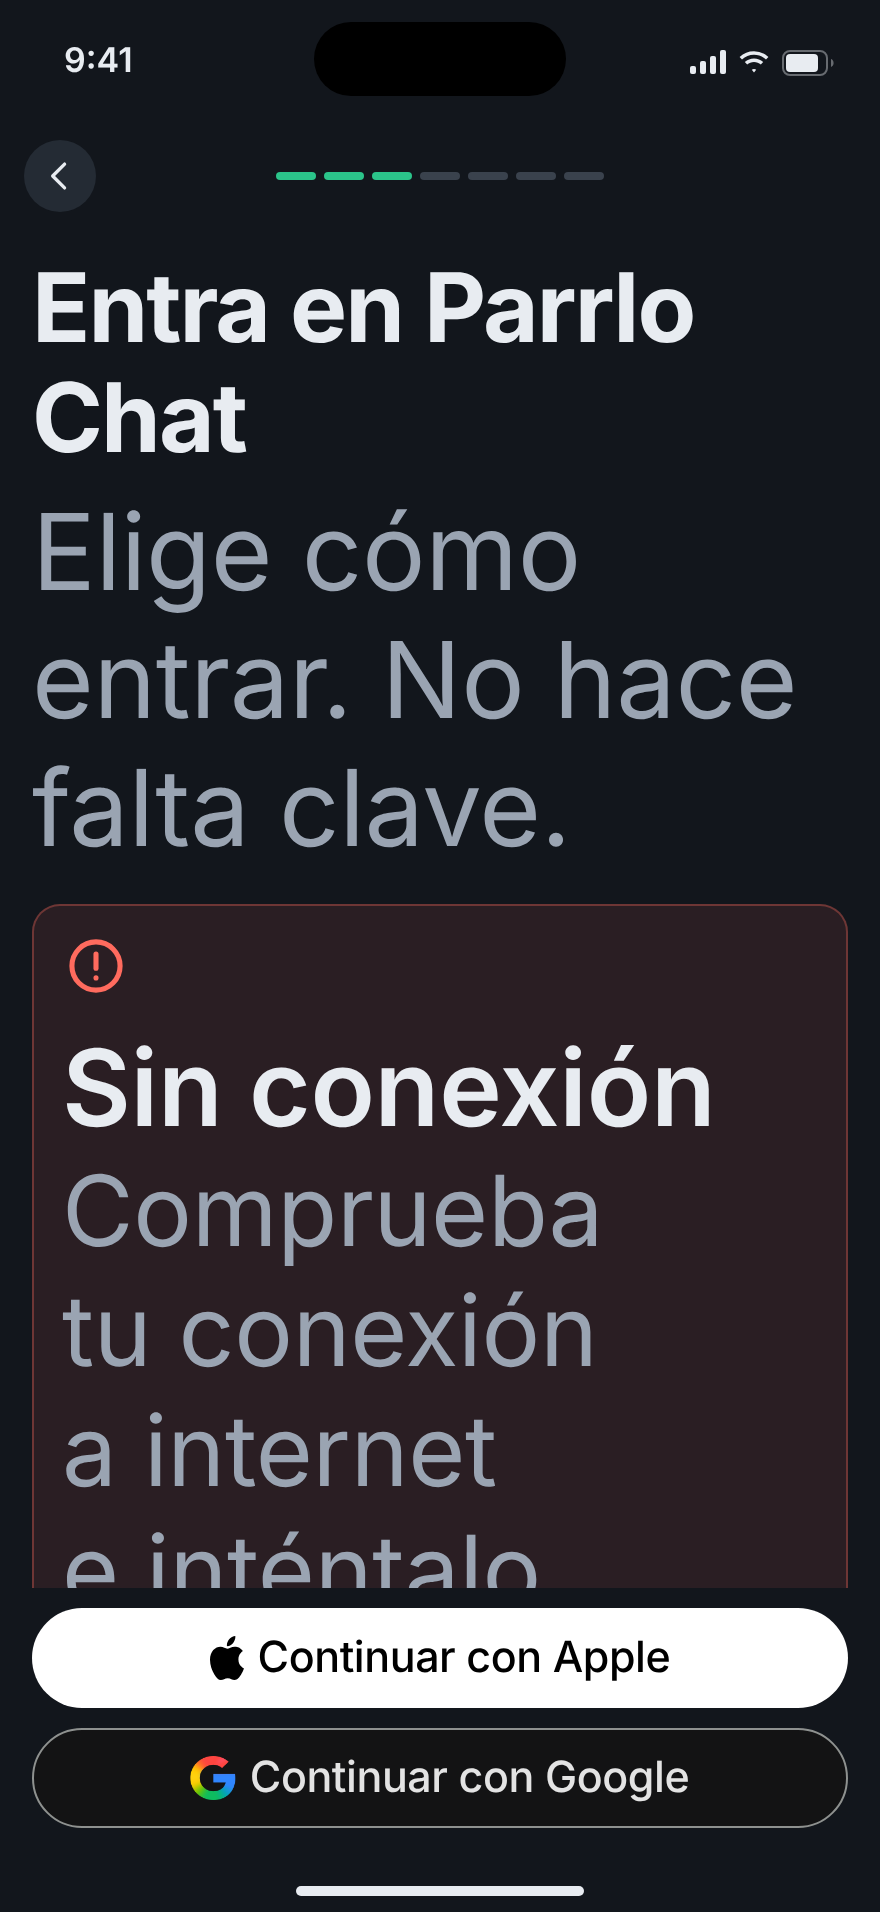 9:41
Entra en Parrlo
Chat
Elige cómo
entrar. No hace
falta clave.
Sin conexión
Comprueba
tu conexión
a internet
e inténtalo
Continuar con Apple
Continuar con Google